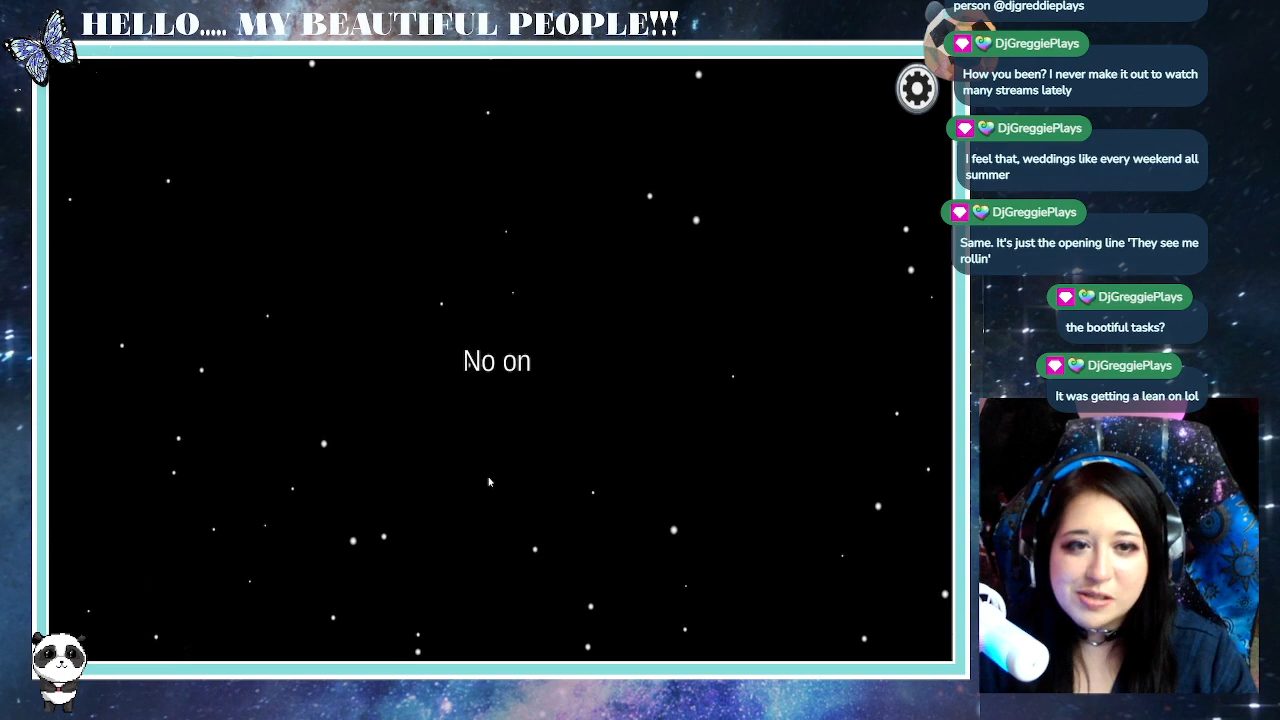 HELLO..... MY BEAUTIFUL PEOPLE!!!
No on
person @djgreddieplays
DjGreggiePlays
How you been? I never make it out to watch
many streams lately
DjGreggiePlays
I feel that, weddings like every weekend all
summer
DjGreggiePlays
Same. It's just the opening line 'They see me
rollin'
DjGreggiePlays
the bootiful tasks?
DjGreggiePlays
It was getting a lean on lol